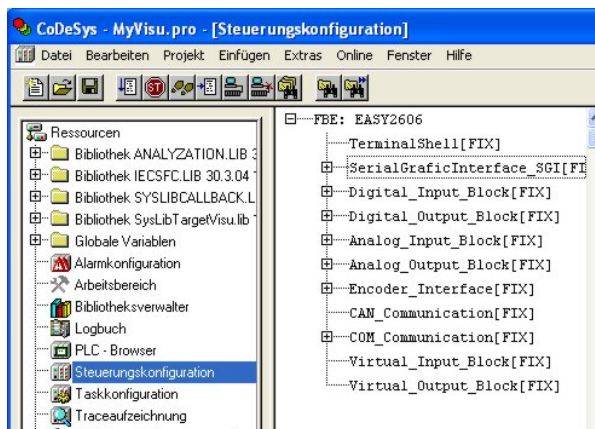 CoDeSys - MyVisu.pro - [Steuerungskonfiguration]
Datei Bearbeiten Projekt Einfügen Extras Online Fenster Hilfe
Ressourcen
Bibliothek ANALYZATION.LIB 3
Bibliothek IECSFC.LIB 30.3.04
Bibliothek SYSLIBCALLBACK.L
Bibliothek SysLibTargetVisu.lib
Globale Variablen
Alarmkonfiguration
Arbeitsbereich
Bibliotheksverwalter
Logbuch
PLC - Browser
Steuerungskonfiguration
Taskkonfiguration
Traceaufzeichnung
FBE: EASY2606
TerminalShell[FIX]
SerialGraficInterface_SGI[FI
Digital_Input_Block[FIX]
Digital_Output_Block[FIX]
Analog_Input_Block[FIX]
Analog_Output_Block[FIX]
Encoder_Interface[FIX]
CAN_Communication[FIX]
COM_Communication[FIX]
Virtual_Input_Block[FIX]
Virtual_Output_Block[FIX]